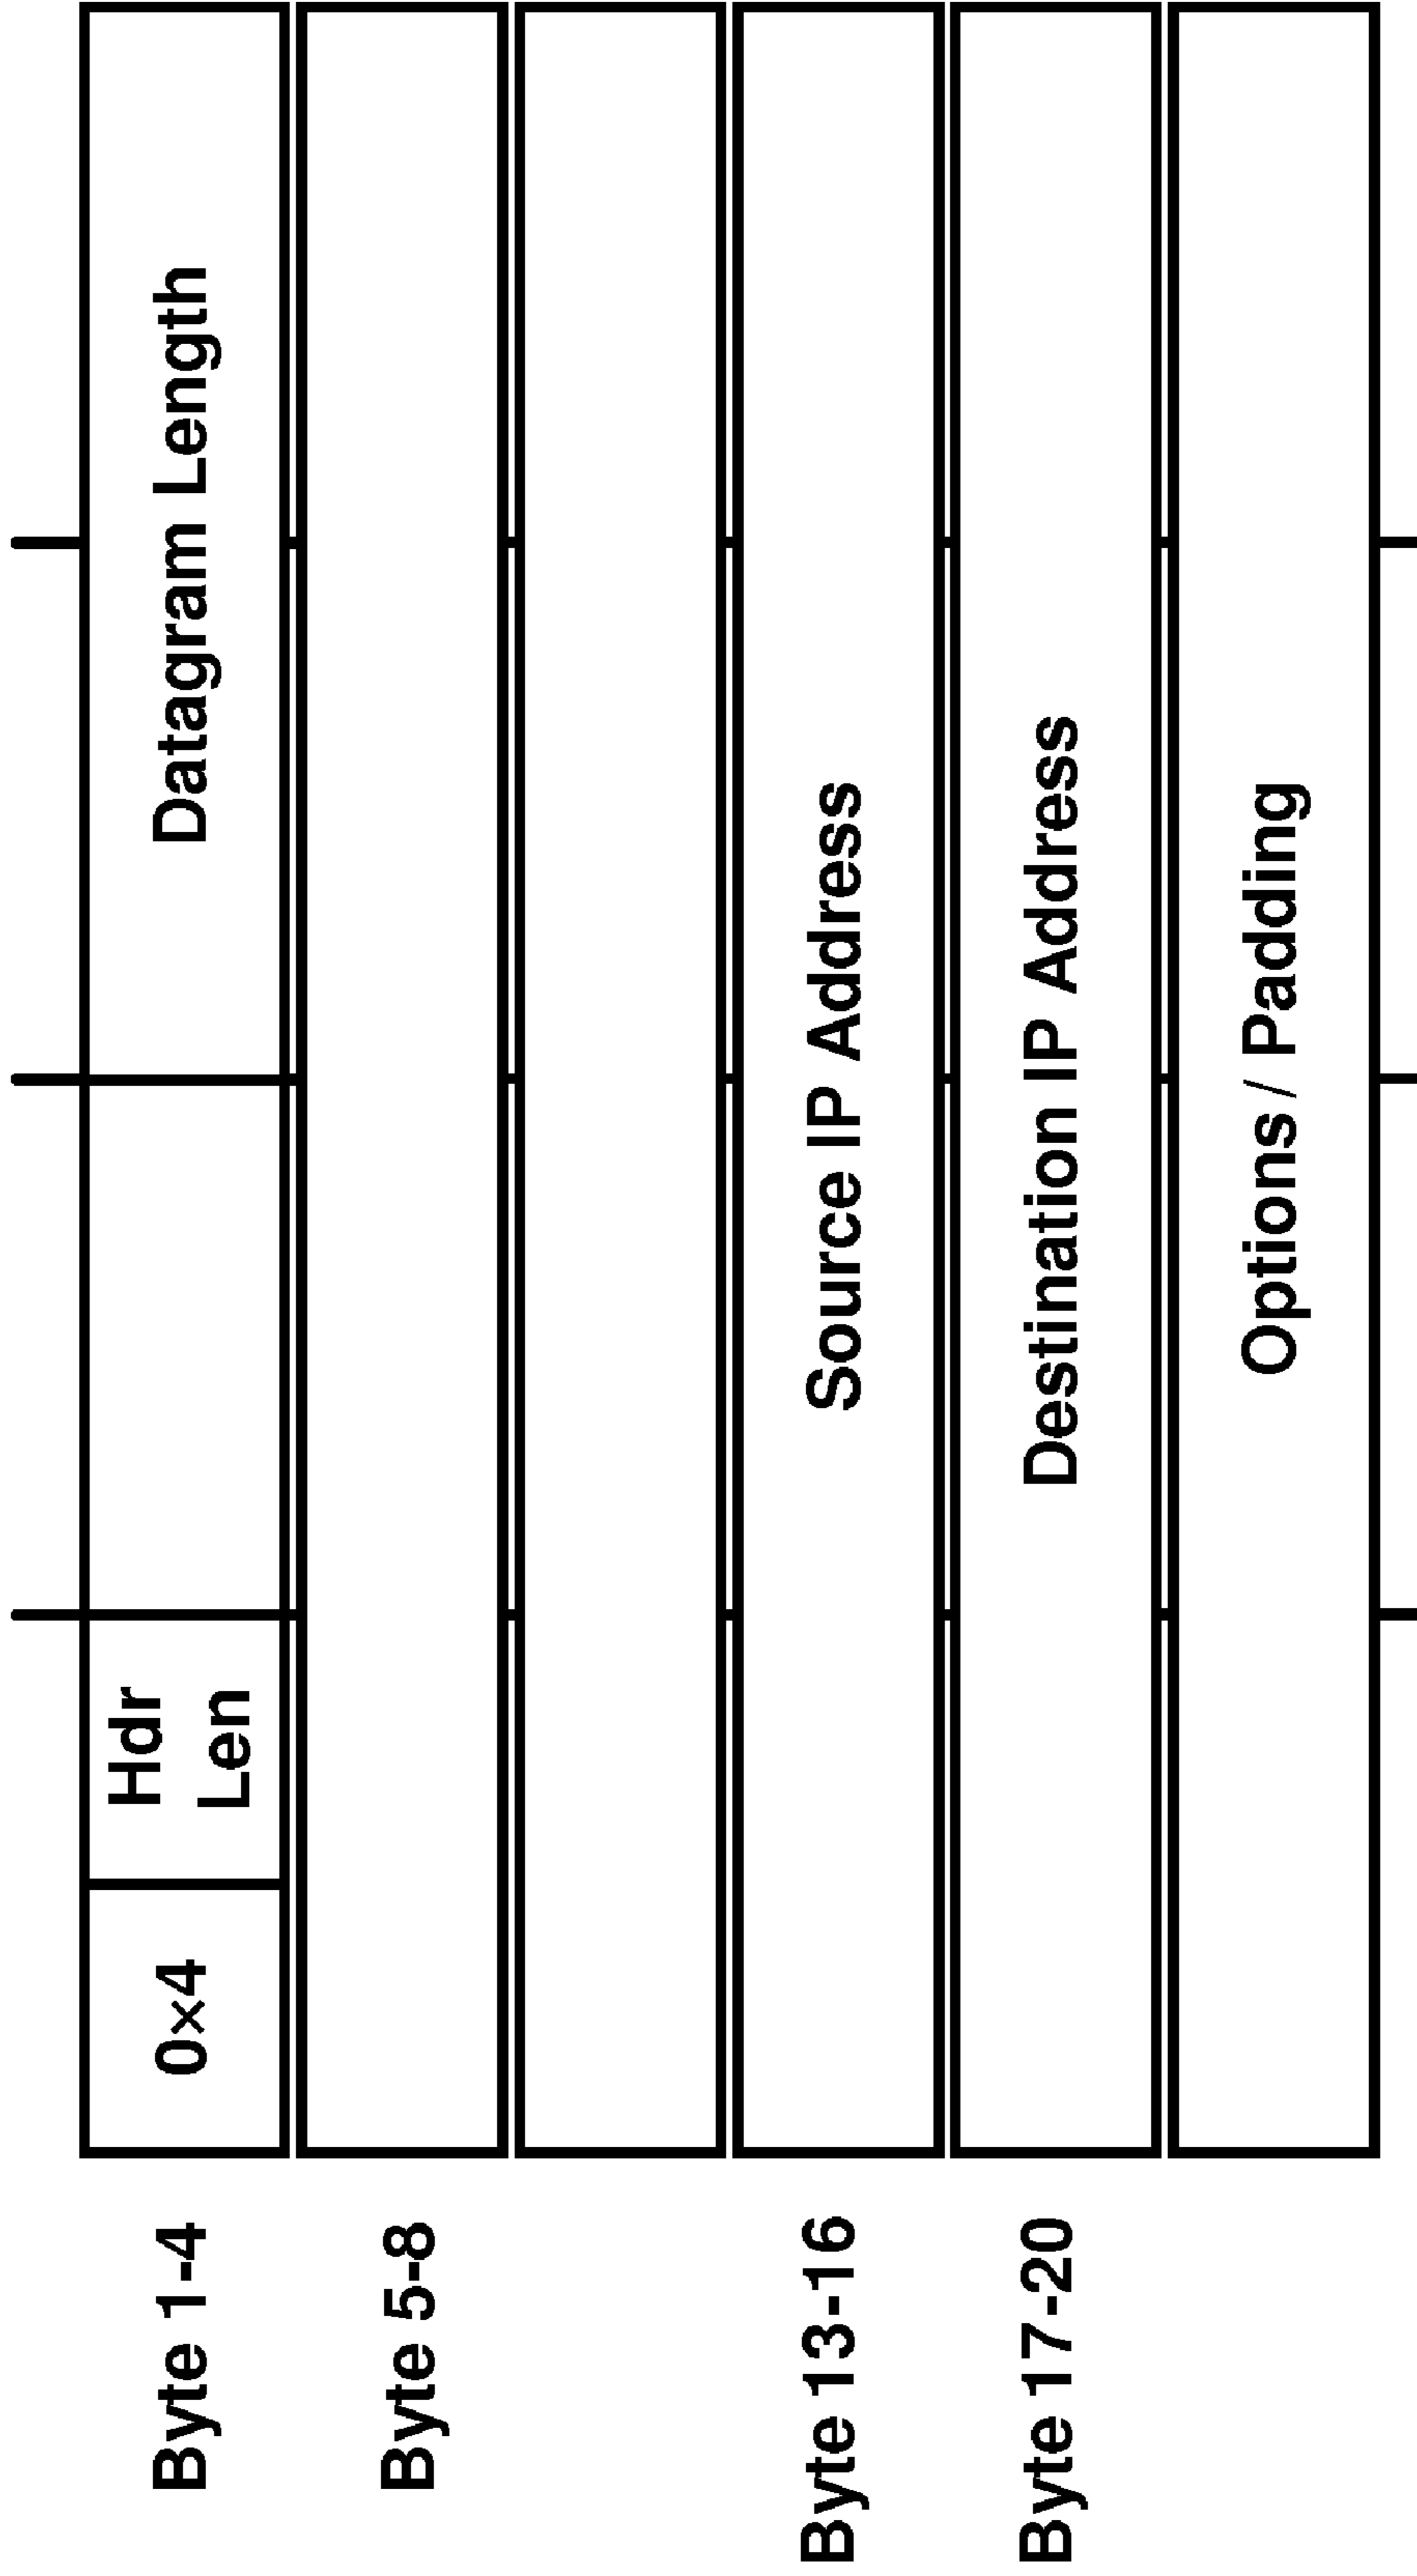 Byte 1-4
0×4
Hdr
Len
Datagram Length
Byte 5-8
Byte 13-16
Source IP Address
Byte 17-20
Destination IP Address
Options / Padding